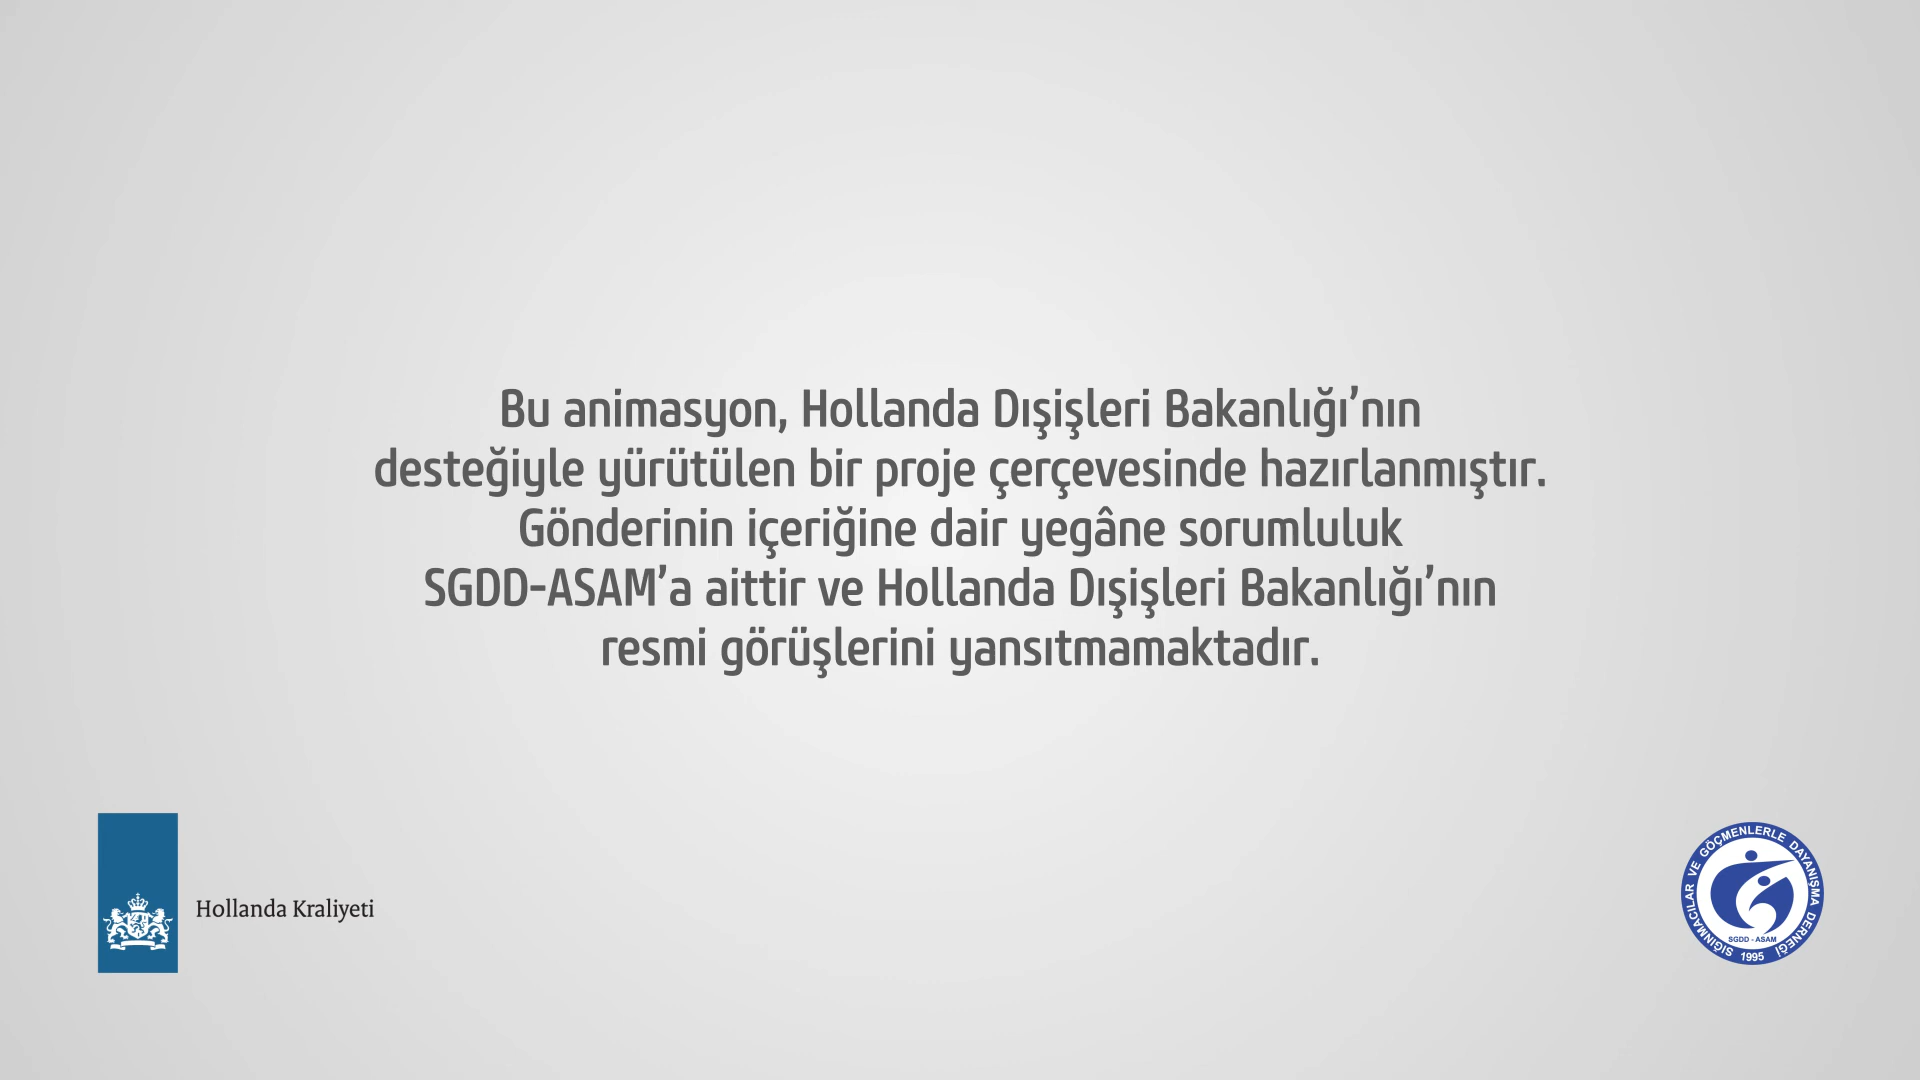 Bu animasyon, Hollanda Dışişleri Bakanlığı’nın
desteğiyle yürütülen bir proje çerçevesinde hazırlanmıştır.
Gönderinin içeriğine dair yegâne sorumluluk
SGDD-ASAM’a aittir ve Hollanda Dışişleri Bakanlığı’nın
resmi görüşlerini yansıtmamaktadır.
Hollanda Kraliyeti
SIĞINMACILAR VE GÖÇMENLERLE DAYANIŞMA DERNEĞİ
SGDD - ASAM
1995